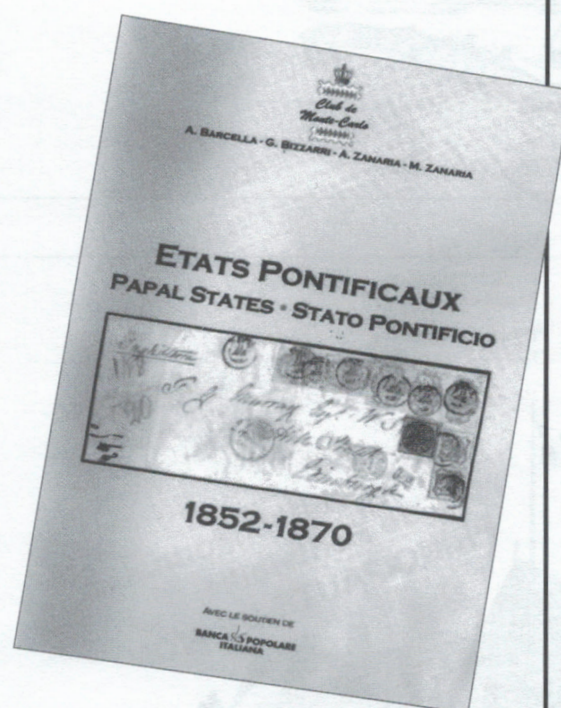 Club de
Monte-Carlo
A. BARCELLA - G. BIZZARRI - A. ZANARIA - M. ZANARIA
ETATS PONTIFICAUX
PAPAL STATES • STATO PONTIFICIO
1852-1870
AVEC LE SOUTIEN DE
BANCA POPOLARE
ITALIANA